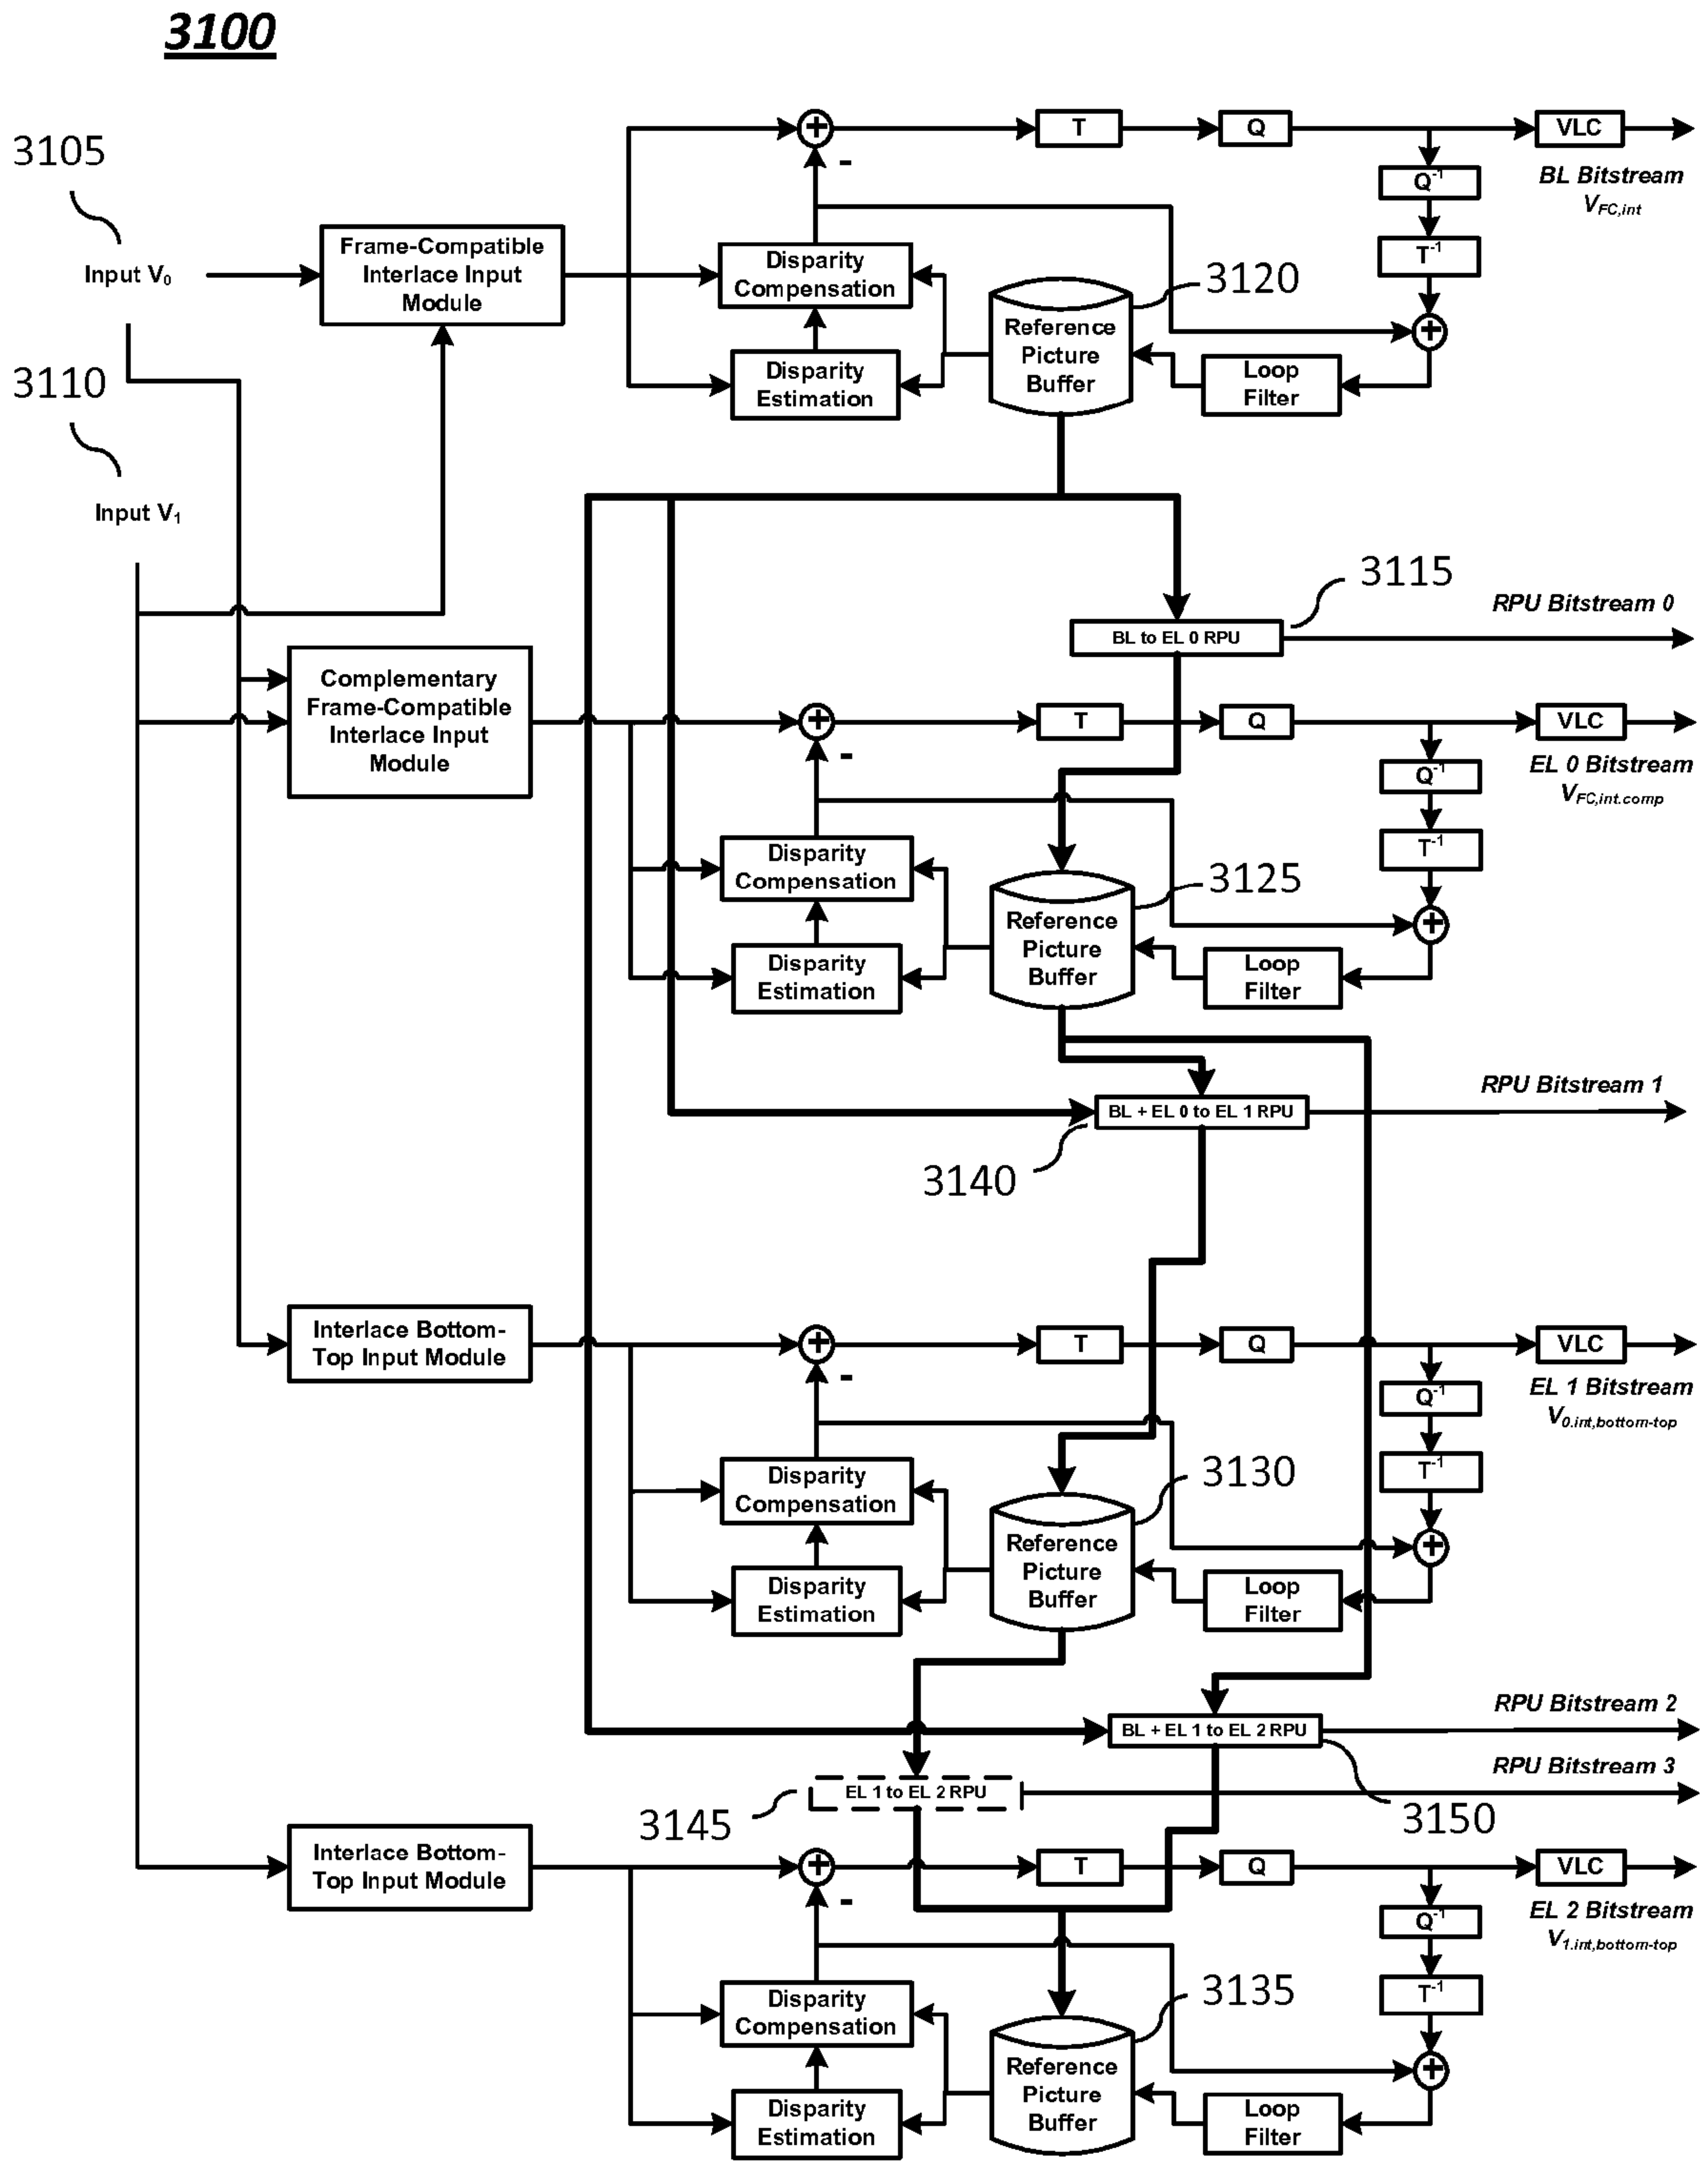 3100
3105
Input V0
3110
Input V1
Frame-Compatible
Interlace Input
Module
+
-
T
Q
VLC
BL Bitstream
VFC,int
Q-1
T-1
+
Disparity
Compensation
Disparity
Estimation
Reference
Picture
Buffer
3120
Loop
Filter
3115
BL to EL 0 RPU
RPU Bitstream 0
Complementary
Frame-Compatible
Interlace Input
Module
+
-
T
Q
VLC
EL 0 Bitstream
VFC,int.comp
Q-1
T-1
+
Disparity
Compensation
Disparity
Estimation
Reference
Picture
Buffer
3125
Loop
Filter
BL + EL 0 to EL 1 RPU
RPU Bitstream 1
3140
Interlace Bottom-
Top Input Module
+
-
T
Q
VLC
EL 1 Bitstream
V0.int,bottom-top
Q-1
T-1
+
Disparity
Compensation
Disparity
Estimation
Reference
Picture
Buffer
3130
Loop
Filter
BL + EL 1 to EL 2 RPU
RPU Bitstream 2
EL 1 to EL 2 RPU
RPU Bitstream 3
3145
3150
Interlace Bottom-
Top Input Module
+
-
T
Q
VLC
EL 2 Bitstream
V1.int,bottom-top
Q-1
T-1
+
Disparity
Compensation
Disparity
Estimation
Reference
Picture
Buffer
3135
Loop
Filter